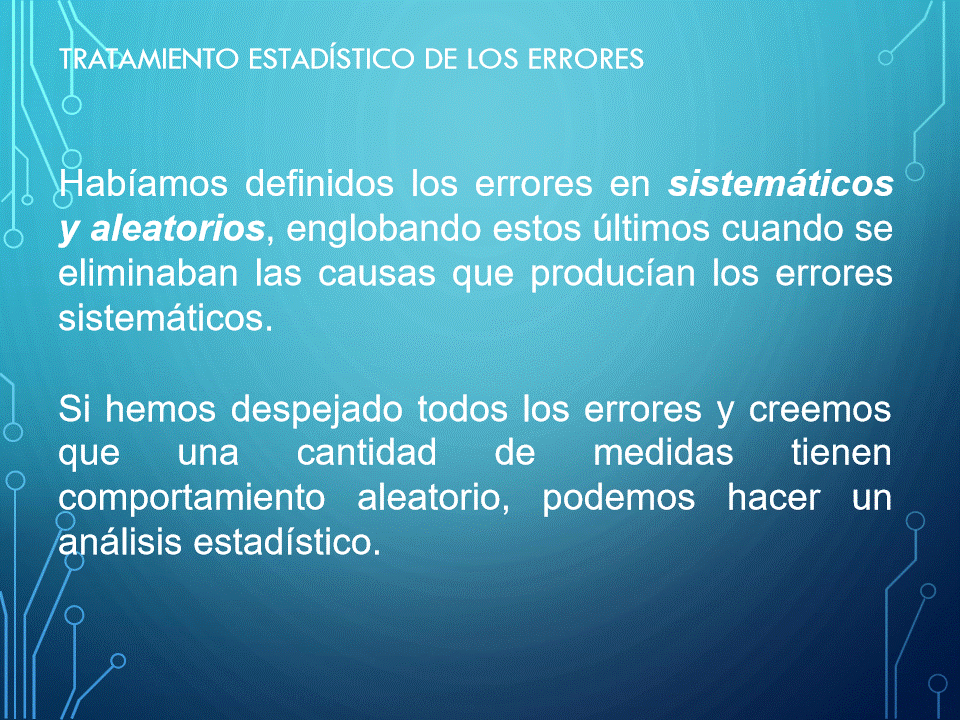 TRATAMIENTO ESTADÍSTICO DE LOS ERRORES
Habíamos definidos los errores en sistemáticos
y aleatorios, englobando estos últimos cuando se
eliminaban las causas que producían los errores
sistemáticos.
Si hemos despejado todos los errores y creemos
que una cantidad de medidas tienen
comportamiento aleatorio, podemos hacer un
análisis estadístico.